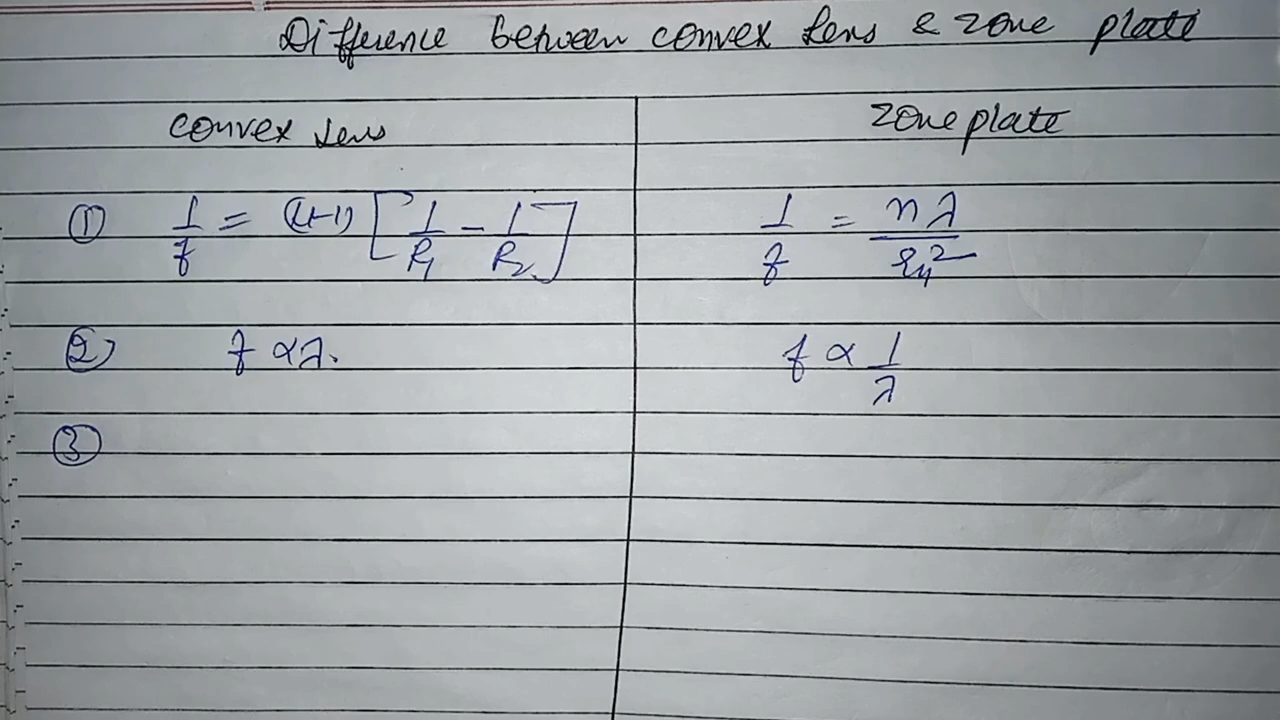 Difference between convex lens & zone plate
convex lens
zone plate
① 1/f = (μ-1) [1/R₁ - 1/R₂]
1/f = nλ/rₙ²
② f ∝ λ.
f ∝ 1/λ
③